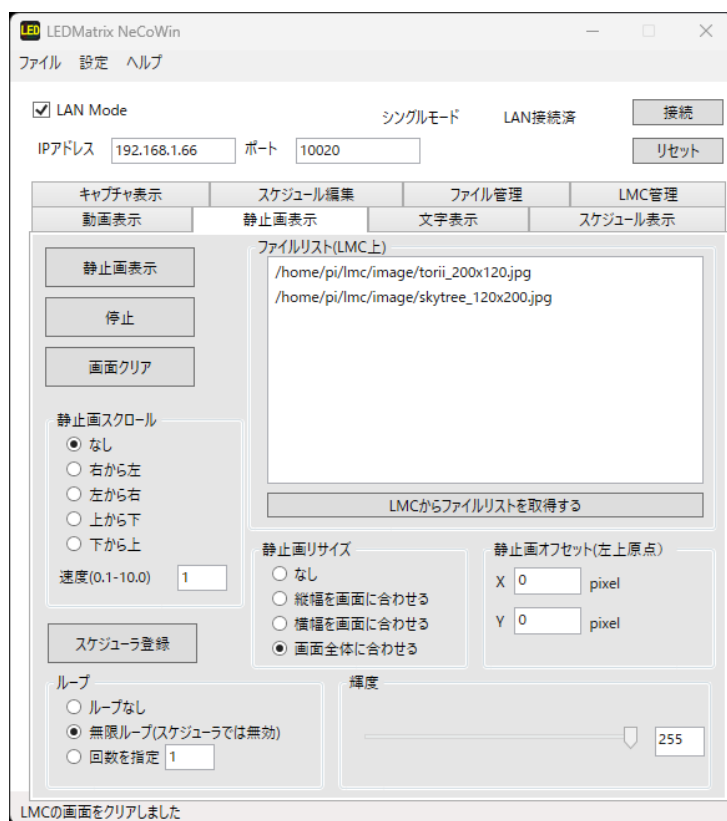 LED LEDMatrix NeCoWin
ファイル 設定 ヘルプ
LAN Mode シングルモード LAN接続済 接続
IPアドレス 192.168.1.66 ポート 10020 リセット
キャプチャ表示 スケジュール編集 ファイル管理 LMC管理
動画表示 静止画表示 文字表示 スケジュール表示
静止画表示
停止
画面クリア
ファイルリスト(LMC上)
/home/pi/lmc/image/torii_200x120.jpg
/home/pi/lmc/image/skytree_120x200.jpg
LMCからファイルリストを取得する
静止画スクロール
なし
右から左
左から右
上から下
下から上
速度(0.1-10.0) 1
静止画リサイズ
なし
縦幅を画面に合わせる
横幅を画面に合わせる
画面全体に合わせる
静止画オフセット(左上原点)
X 0 pixel
Y 0 pixel
スケジューラ登録
ループ
ループなし
無限ループ(スケジューラでは無効)
回数を指定 1
輝度
255
LMCの画面をクリアしました